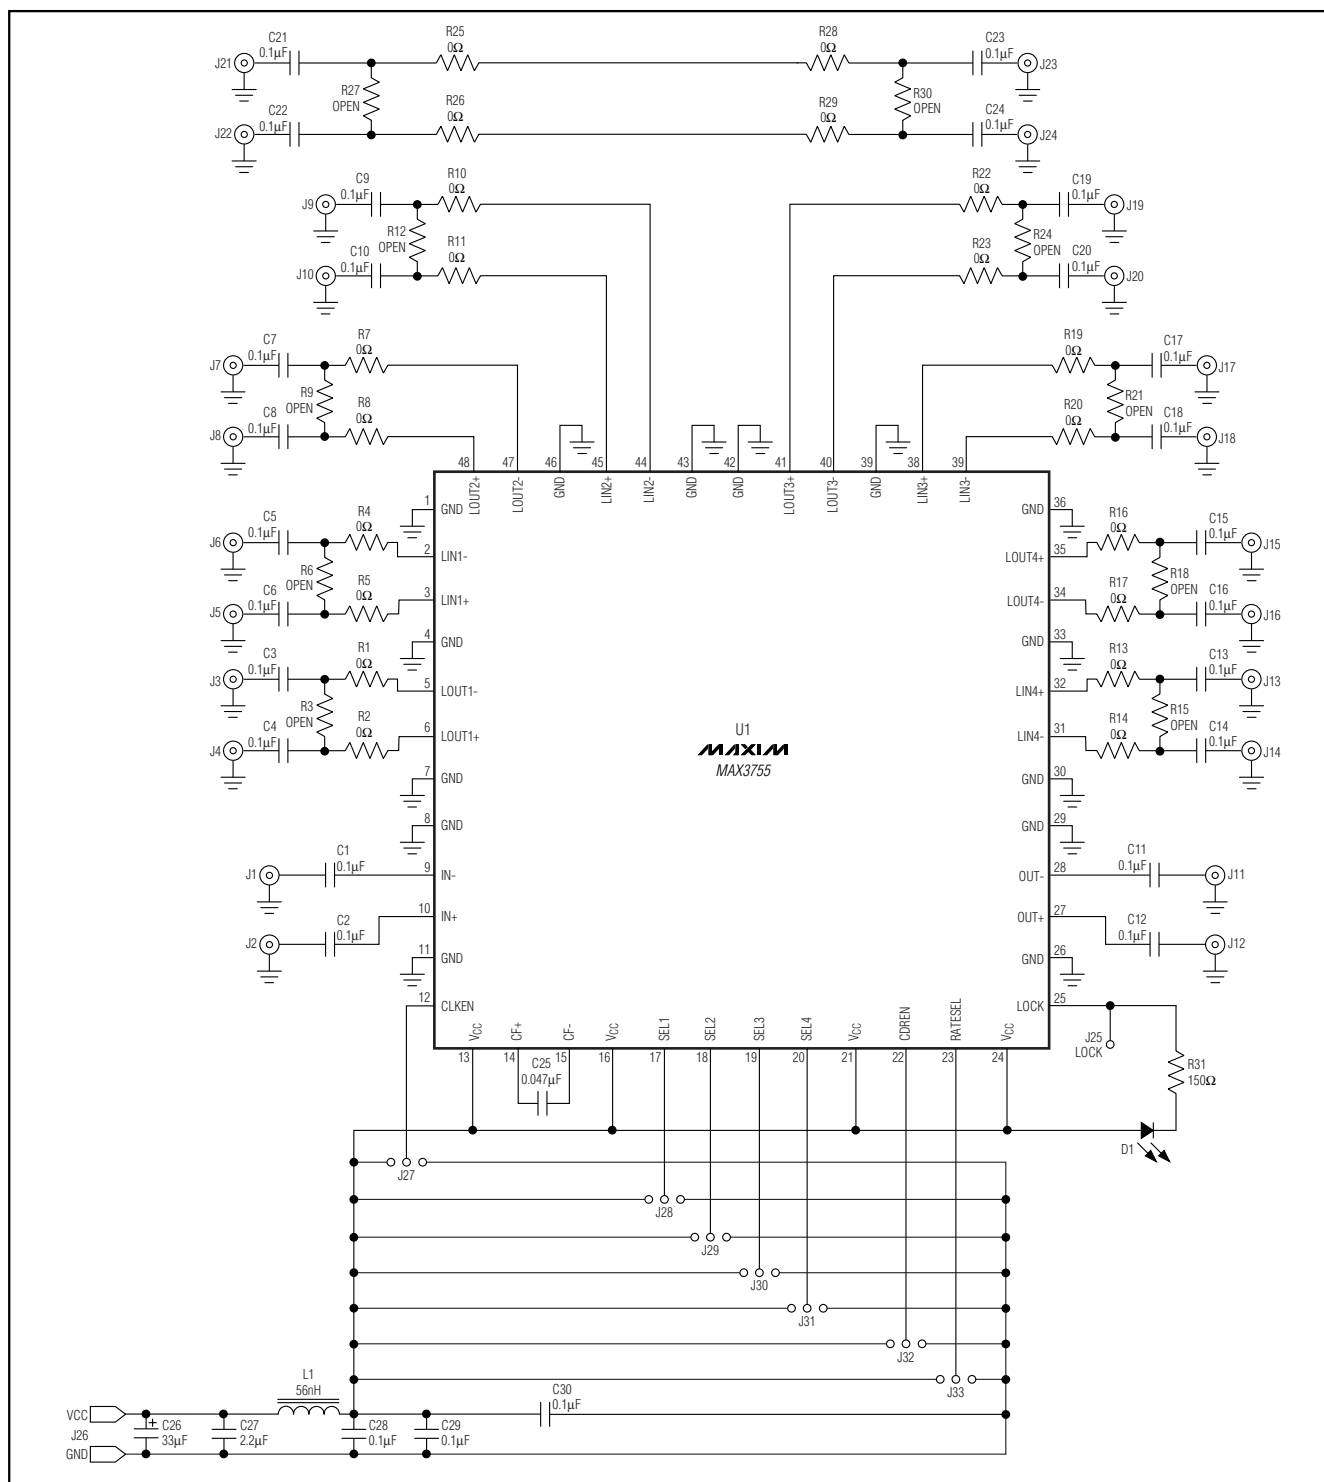 C21
0.1µF
R25
0Ω
R28
0Ω
C23
0.1µF
J21
J23
R27
OPEN
R30
OPEN
C22
0.1µF
R26
0Ω
R29
0Ω
C24
0.1µF
J22
J24
C9
0.1µF
R10
0Ω
R22
0Ω
C19
0.1µF
J9
J19
R12
OPEN
R24
OPEN
C10
0.1µF
R11
0Ω
R23
0Ω
C20
0.1µF
J10
J20
C7
0.1µF
R7
0Ω
R19
0Ω
C17
0.1µF
J7
J17
R9
OPEN
R21
OPEN
C8
0.1µF
R8
0Ω
R20
0Ω
C18
0.1µF
J8
J18
48 47 46 45 44 43 42 41 40 39 38 39
LOUT2+ LOUT2- GND LIN2+ LIN2- GND GND LOUT3+ LOUT3- GND LIN3+ LIN3-
1 GND
GND 36
C5
0.1µF
R4
0Ω
R16
0Ω
C15
0.1µF
J6
J15
2 LIN1-
LOUT4+ 35
R6
OPEN
R18
OPEN
C6
0.1µF
R5
0Ω
R17
0Ω
C16
0.1µF
J5
J16
3 LIN1+
LOUT4- 34
4 GND
GND 33
C3
0.1µF
R1
0Ω
R13
0Ω
C13
0.1µF
J3
J13
5 LOUT1-
LIN4+ 32
R3
OPEN
R15
OPEN
C4
0.1µF
R2
0Ω
R14
0Ω
C14
0.1µF
J4
J14
6 LOUT1+
LIN4- 31
U1
MAXIM
MAX3755
7 GND
GND 30
8 GND
GND 29
C1
0.1µF
C11
0.1µF
J1
J11
9 IN-
OUT- 28
C2
0.1µF
C12
0.1µF
J2
J12
10 IN+
OUT+ 27
11 GND
GND 26
12 CLKEN
LOCK 25
VCC CF+ CF- VCC SEL1 SEL2 SEL3 SEL4 VCC CDREN RATESEL VCC
13 14 15 16 17 18 19 20 21 22 23 24
J25
LOCK
C25
0.047µF
R31
150Ω
D1
J27
J28
J29
J30
J31
J32
J33
L1
56nH
C30
0.1µF
VCC
J26
GND
+
C26
33µF
C27
2.2µF
C28
0.1µF
C29
0.1µF